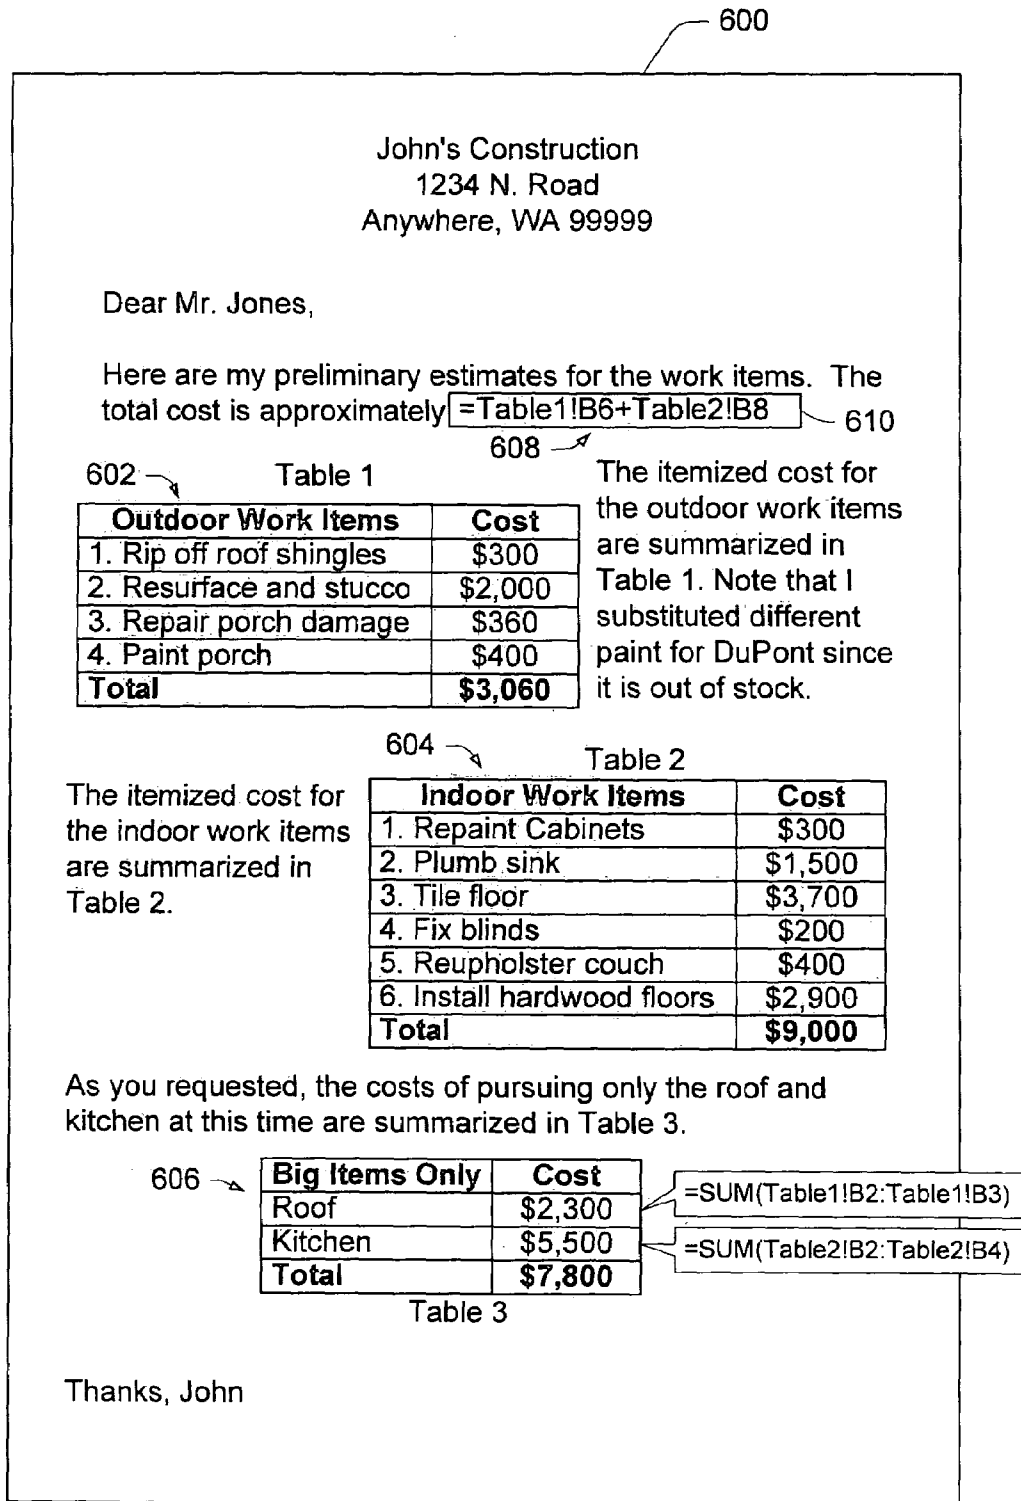 600
John's Construction
1234 N. Road
Anywhere, WA 99999
Dear Mr. Jones,
Here are my preliminary estimates for the work items. The
total cost is approximately =Table1!B6+Table2!B8 610
608
602 Table 1
Outdoor Work Items Cost
1. Rip off roof shingles $300
2. Resurface and stucco $2,000
3. Repair porch damage $360
4. Paint porch $400
Total $3,060
The itemized cost for
the outdoor work items
are summarized in
Table 1. Note that I
substituted different
paint for DuPont since
it is out of stock.
604 Table 2
The itemized cost for
the indoor work items
are summarized in
Table 2.
Indoor Work Items Cost
1. Repaint Cabinets $300
2. Plumb sink $1,500
3. Tile floor $3,700
4. Fix blinds $200
5. Reupholster couch $400
6. Install hardwood floors $2,900
Total $9,000
As you requested, the costs of pursuing only the roof and
kitchen at this time are summarized in Table 3.
606
Big Items Only Cost
Roof $2,300 =SUM(Table1!B2:Table1!B3)
Kitchen $5,500 =SUM(Table2!B2:Table2!B4)
Total $7,800
Table 3
Thanks, John